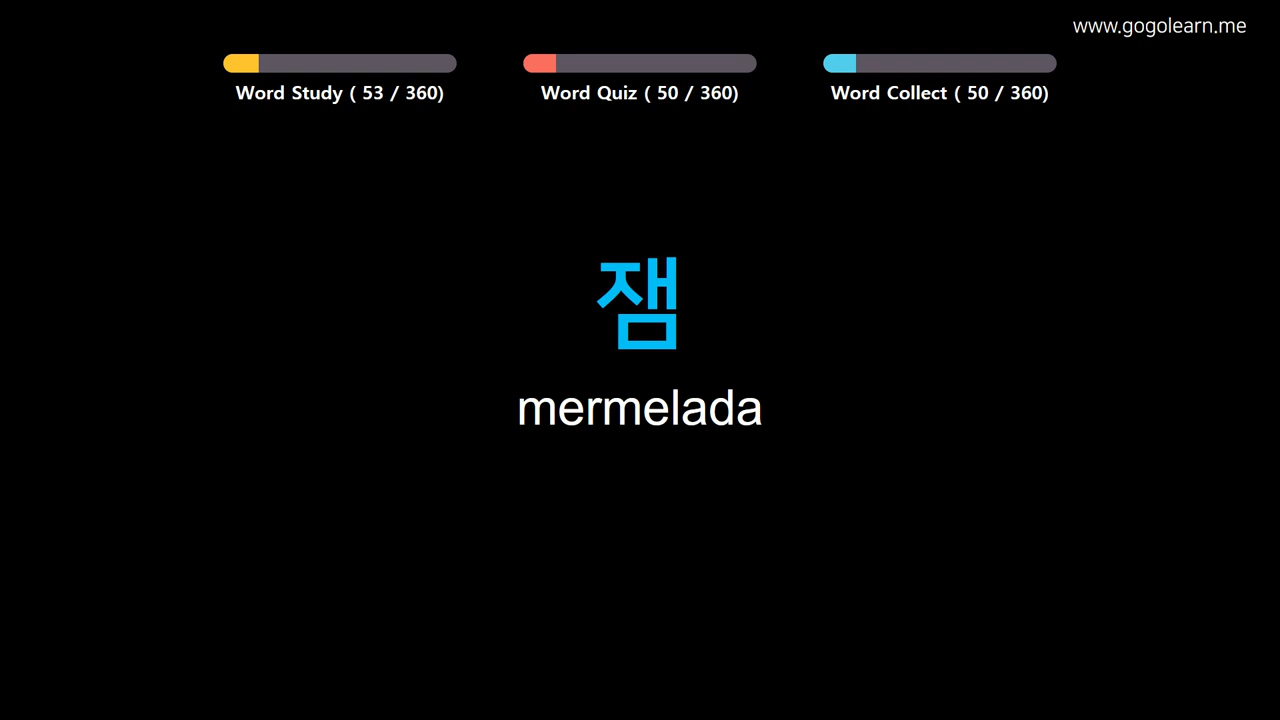 www.gogolearn.me
Word Study ( 53 / 360)
Word Quiz ( 50 / 360)
Word Collect ( 50 / 360)
잼
mermelada